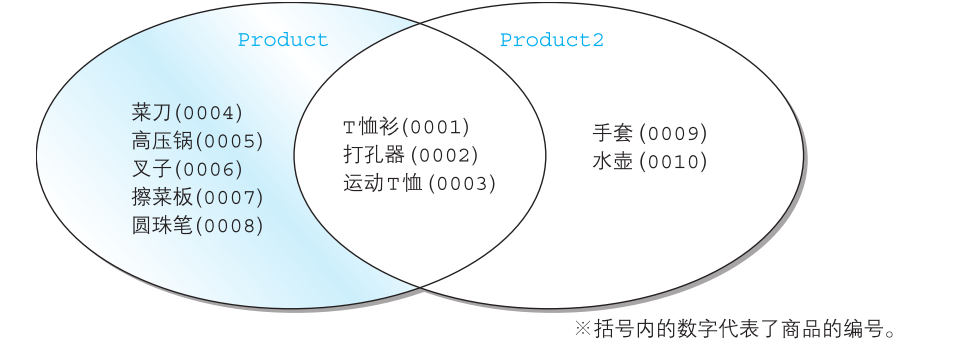 Product
Product2
菜刀(0004)
高压锅(0005)
叉子(0006)
擦菜板(0007)
圆珠笔(0008)
T恤衫(0001)
打孔器(0002)
运动T恤(0003)
手套(0009)
水壶(0010)
※括号内的数字代表了商品的编号。